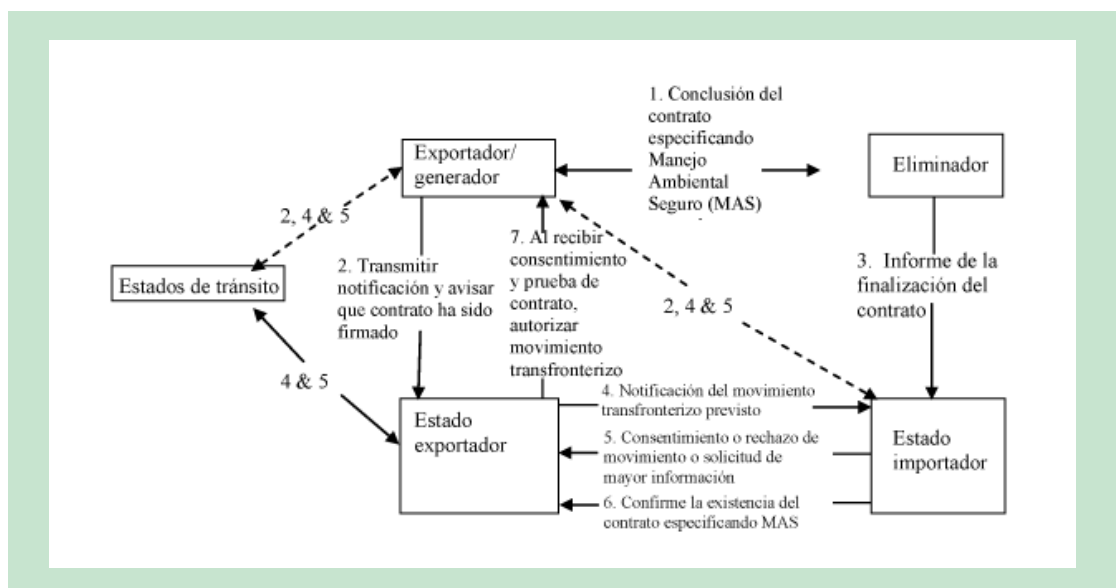 1. Conclusión del
contrato
especificando
Manejo
Ambiental
Seguro (MAS)
Exportador/
generador
Eliminador
2, 4 & 5
Estados de tránsito
2. Transmitir
notificación y avisar
que contrato ha sido
firmado
7. Al recibir
consentimiento
y prueba de
contrato,
autorizar
movimiento
transfronterizo
2, 4 & 5
3. Informe de la
finalización del
contrato
4 & 5
Estado
exportador
4. Notificación del movimiento
transfronterizo previsto
5. Consentimiento o rechazo de
movimiento o solicitud de
mayor información
6. Confirme la existencia del
contrato especificando MAS
Estado
importador